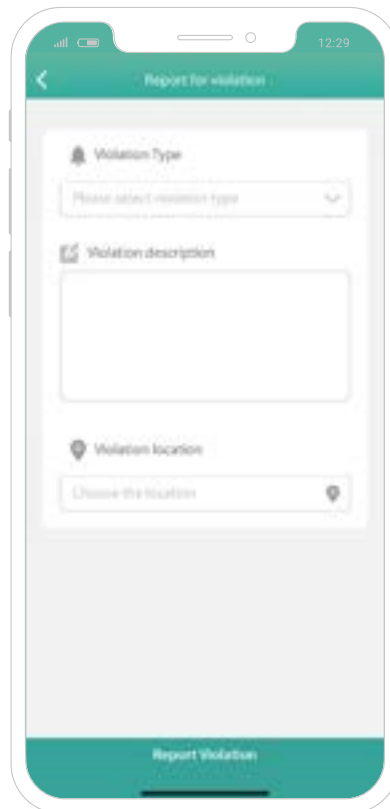 12:29
Report for violation
Violation Type
Please select violation type
Violation description
Violation location
Choose the location
Report Violation